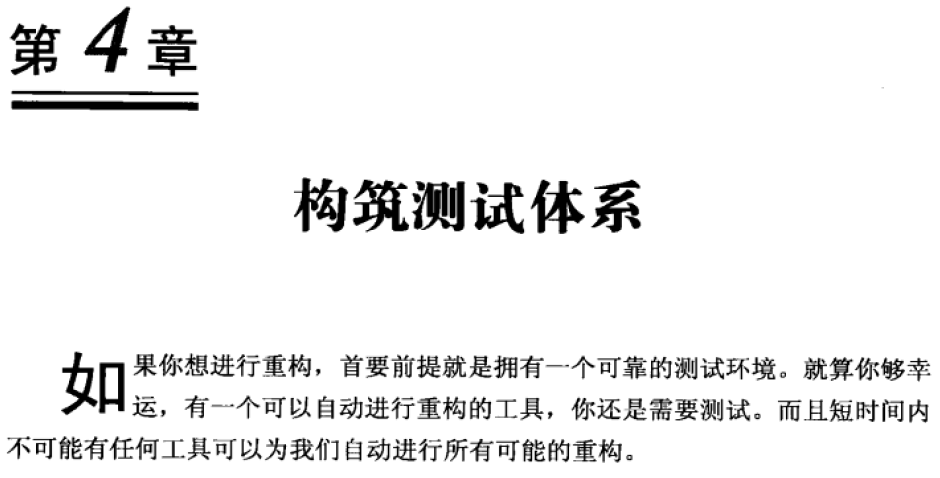 第4章
构筑测试体系
如果你想进行重构，首要前提就是拥有一个可靠的测试环境。就算你够幸
运，有一个可以自动进行重构的工具，你还是需要测试。而且短时间内
不可能有任何工具可以为我们自动进行所有可能的重构。